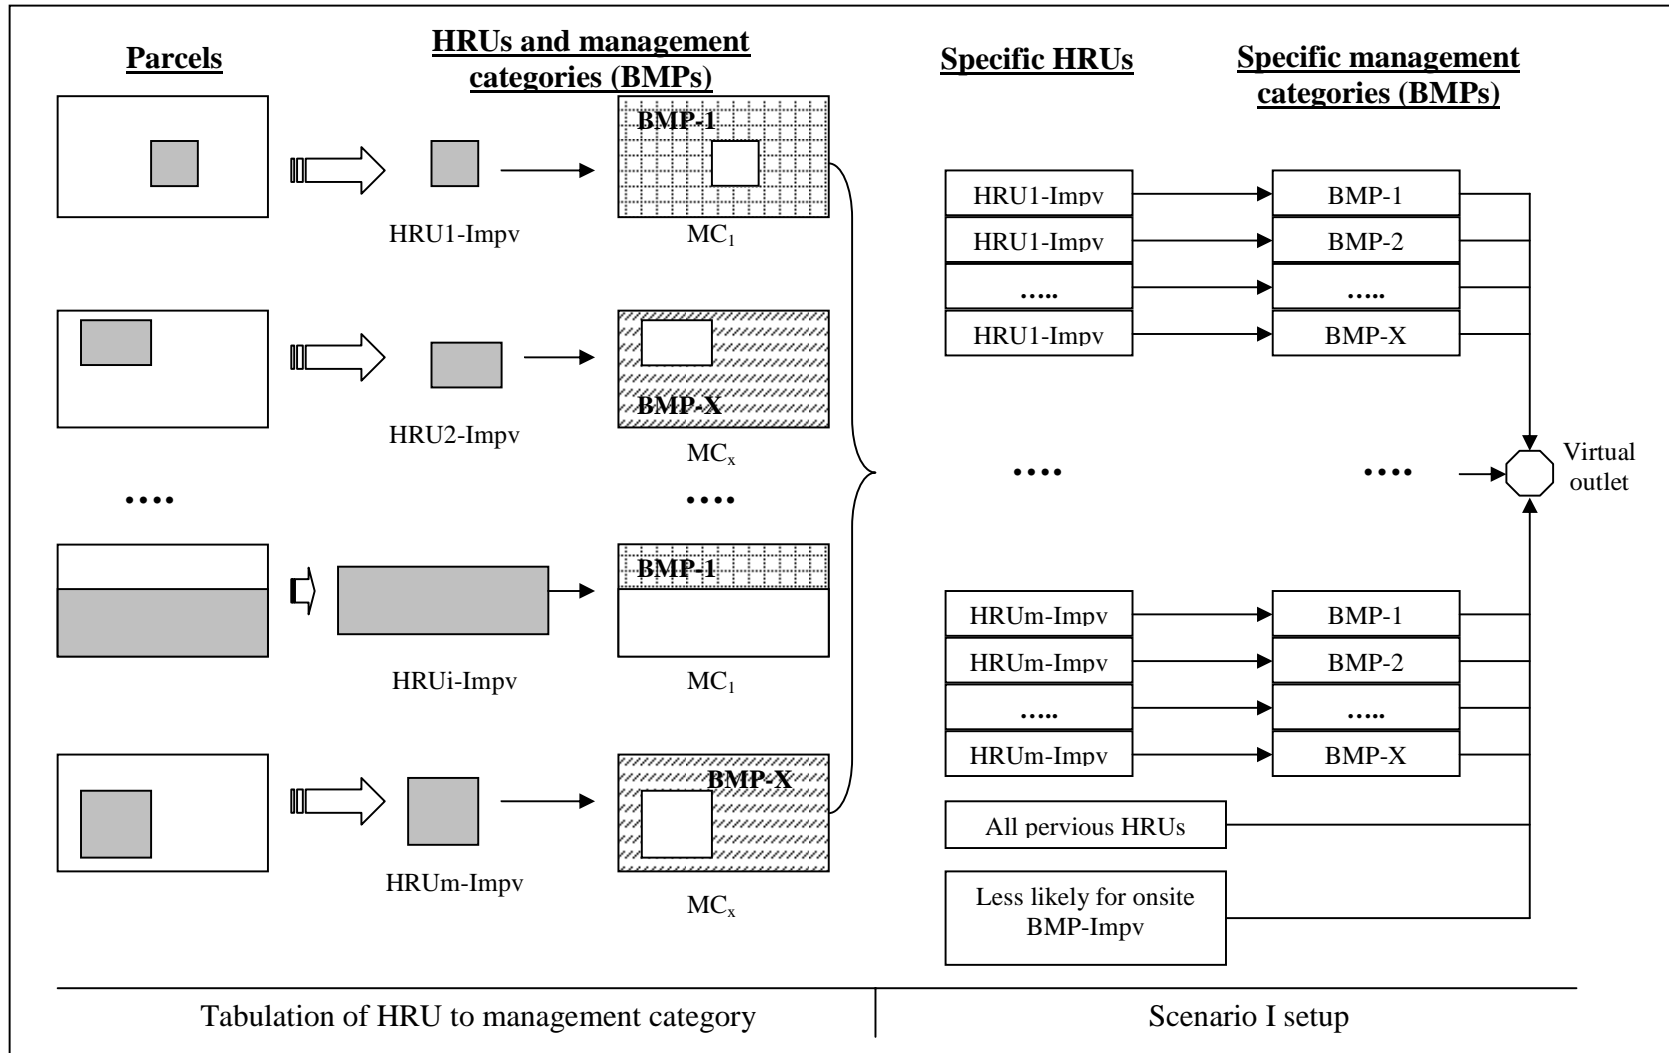 Parcels
HRUs and management
categories (BMPs)
BMP-1
HRU1-Impv
MC1
BMP-X
HRU2-Impv
MCx
....
....
BMP-1
HRUi-Impv
MC1
BMP-X
HRUm-Impv
MCx
Tabulation of HRU to management category
Specific HRUs
Specific management
categories (BMPs)
HRU1-Impv
BMP-1
HRU1-Impv
BMP-2
.....
.....
HRU1-Impv
BMP-X
....
....
Virtual
outlet
HRUm-Impv
BMP-1
HRUm-Impv
BMP-2
.....
.....
HRUm-Impv
BMP-X
All pervious HRUs
Less likely for onsite
BMP-Impv
Scenario I setup